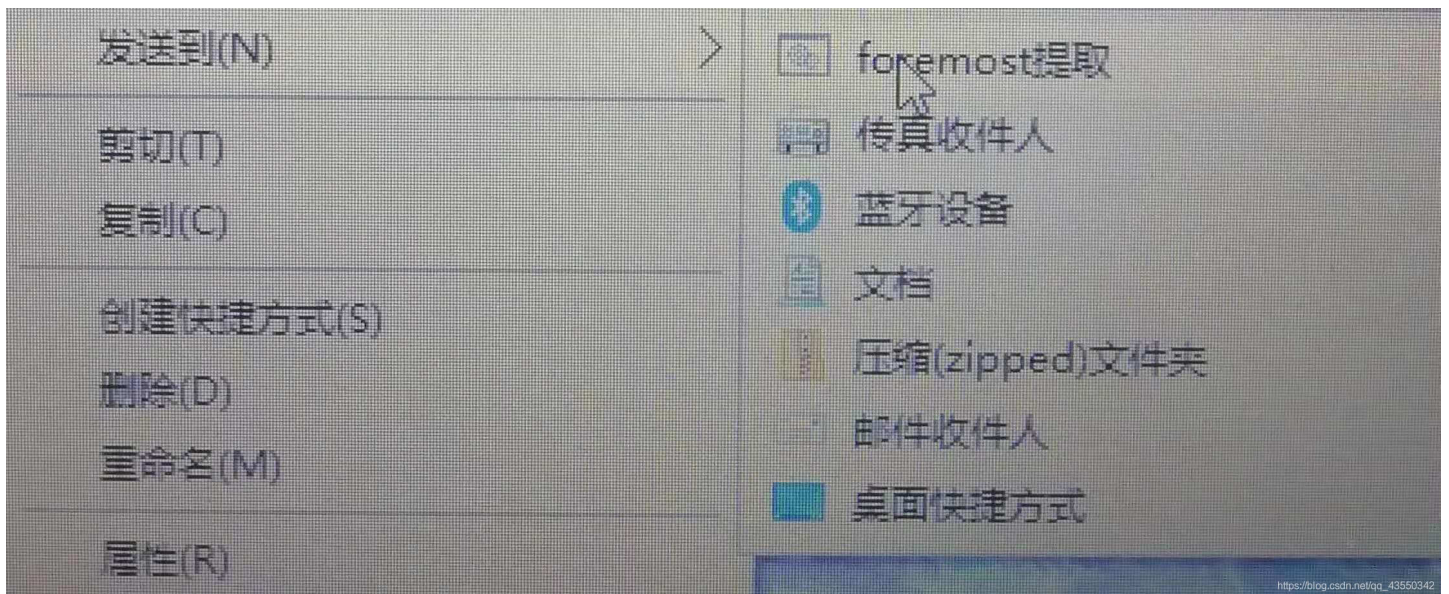 发送到(N)
剪切(T)
复制(C)
创建快捷方式(S)
删除(D)
重命名(M)
属性(R)
foremost提取
传真收件人
蓝牙设备
文档
压缩(zipped)文件夹
邮件收件人
桌面快捷方式
https://blog.csdn.net/qq_43550342